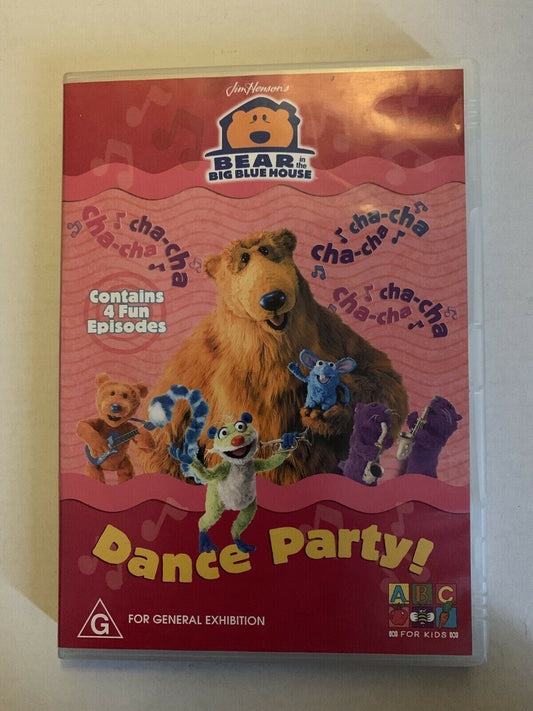 Jim Henson's
BEAR in the
BIG BLUE HOUSE
cha-cha
cha-cha
cha-cha
cha-cha
cha-cha
cha-cha
Contains
4 Fun
Episodes
Dance Party!
G
FOR GENERAL EXHIBITION
ABC
FOR KIDS